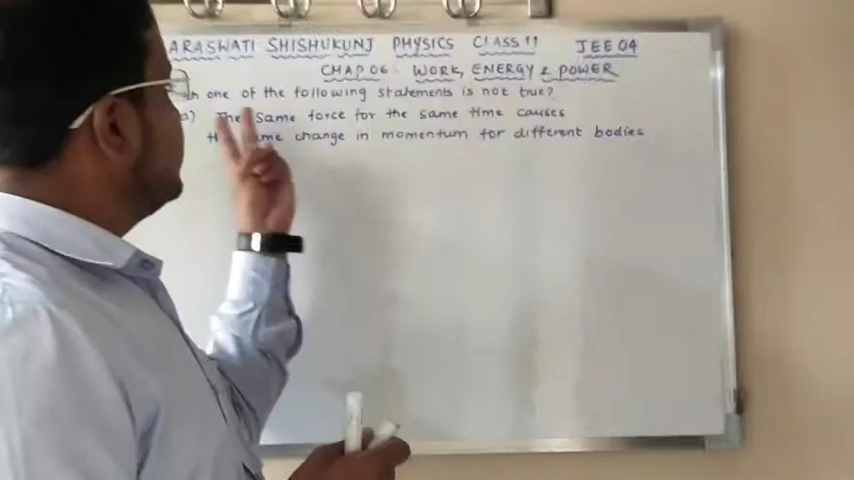 ARASWATI SHISHUKUNJ PHYSICS CLASS 11 JEE 04
CHAP 06 : WORK, ENERGY & POWER
one of the following statements is not true?
a) The same force for the same time causes
change in momentum for different bodies